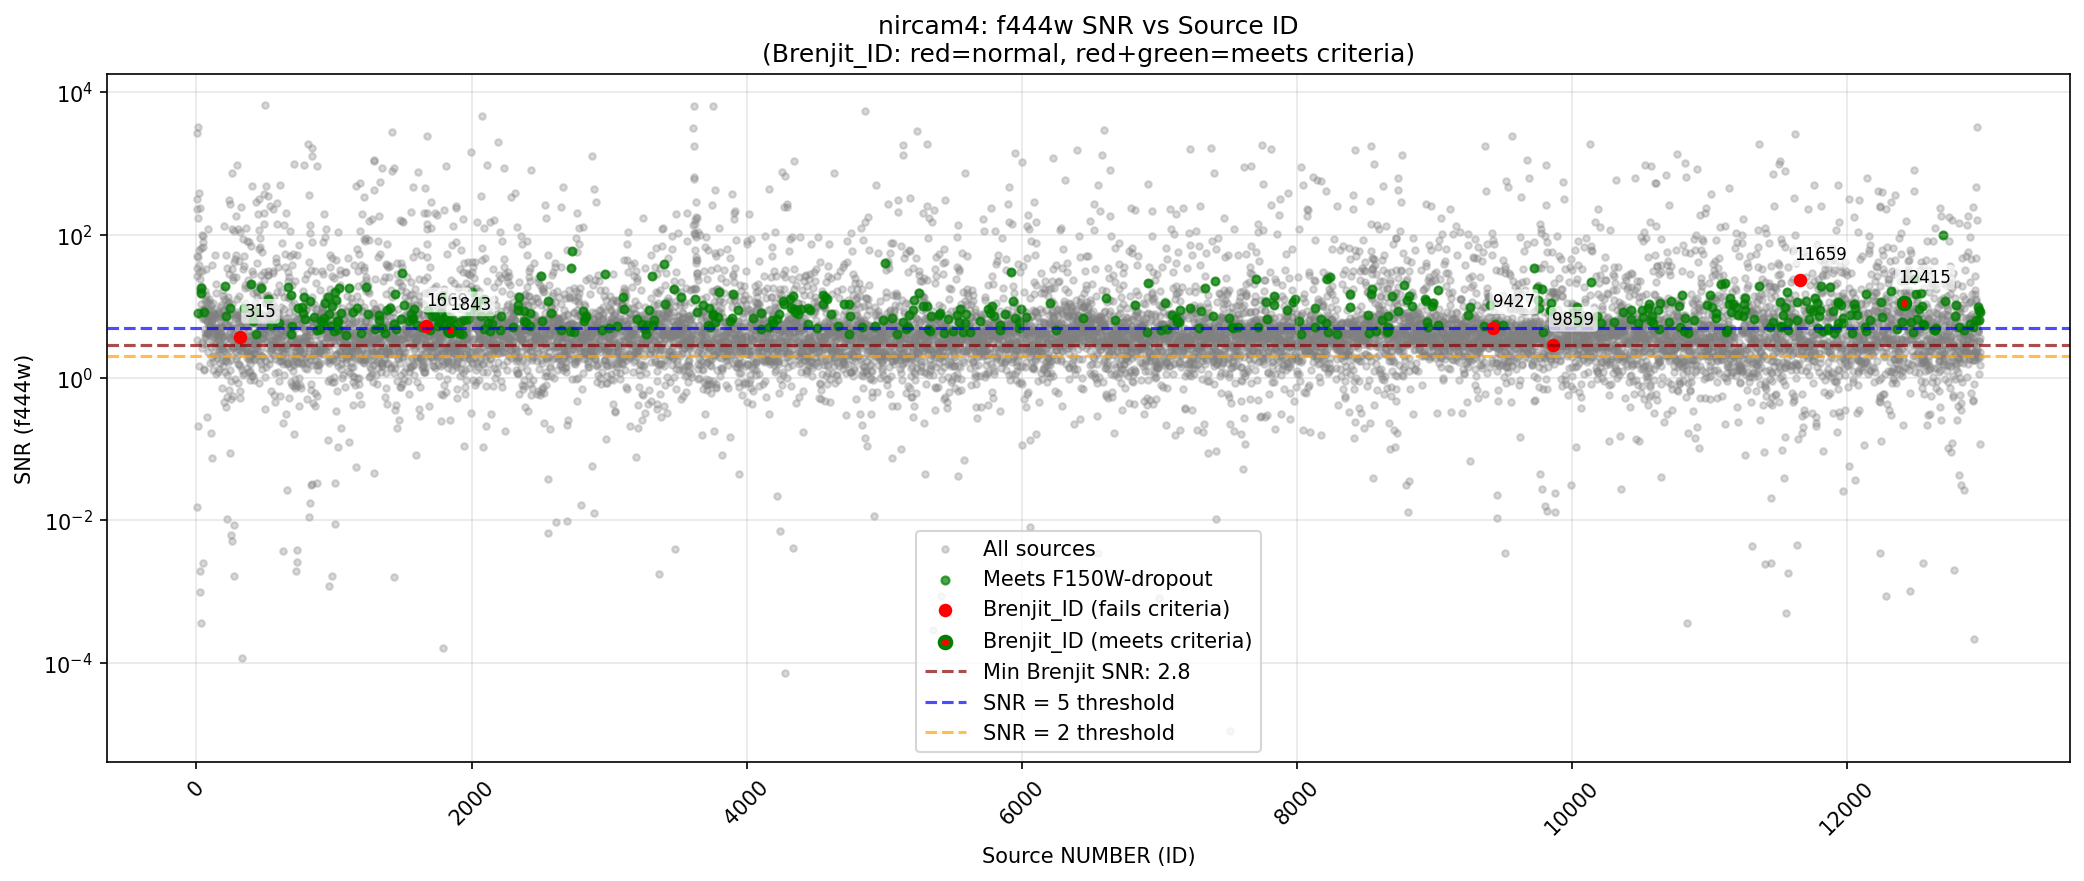 nircam4: f444w SNR vs Source ID
(Brenjit_ID: red=normal, red+green=meets criteria)
SNR (f444w)
10^4
10^2
10^0
10^−2
10^−4
315
16
1843
9427
9859
11659
12415
All sources
Meets F150W-dropout
Brenjit_ID (fails criteria)
Brenjit_ID (meets criteria)
Min Brenjit SNR: 2.8
SNR = 5 threshold
SNR = 2 threshold
0
2000
4000
6000
8000
10000
12000
Source NUMBER (ID)